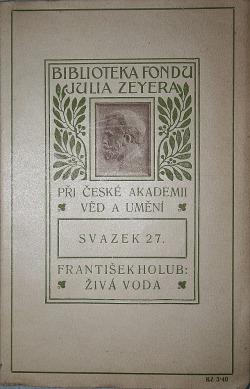 BIBLIOTEKA FONDU
JULIA ZEYERA
PŘI ČESKÉ AKADEMII
VĚD A UMĚNÍ
SVAZEK 27.
FRANTIŠEK HOLUB:
ŽIVÁ VODA